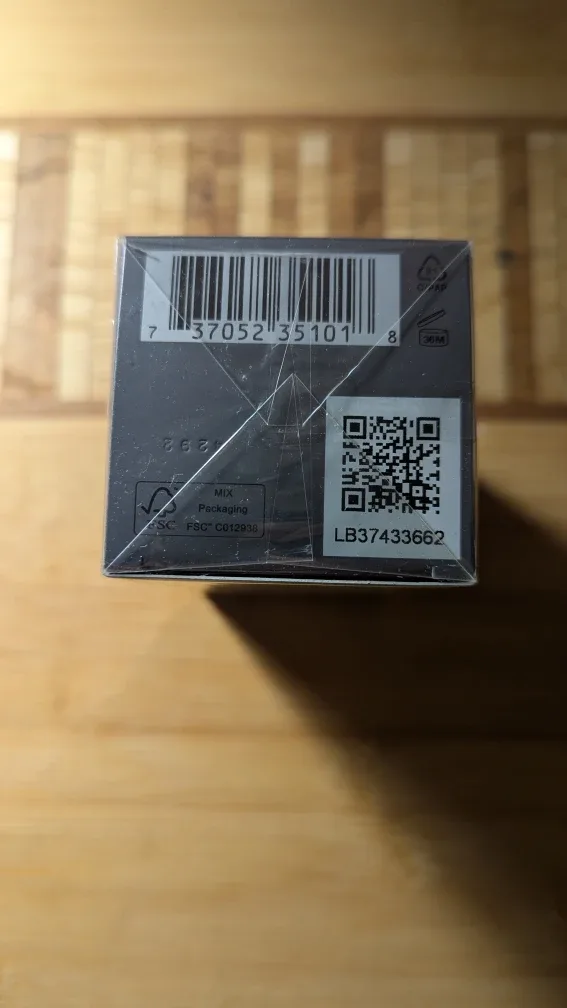 7 37052 35101 8
36M
MIX
Packaging
FSC
FSC® C012938
LB37433662